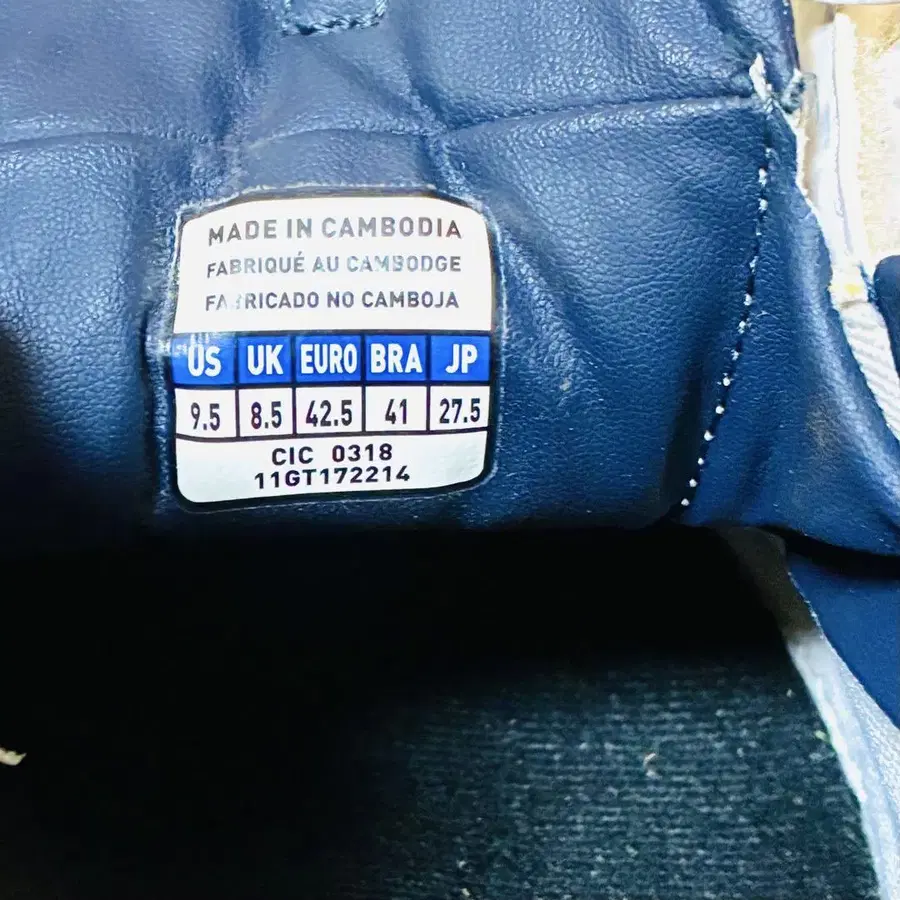 MADE IN CAMBODIA
FABRIQUÉ AU CAMBODGE
FABRICADO NO CAMBOJA
US UK EURO BRA JP
9.5 8.5 42.5 41 27.5
CIC 0318
11GT172214